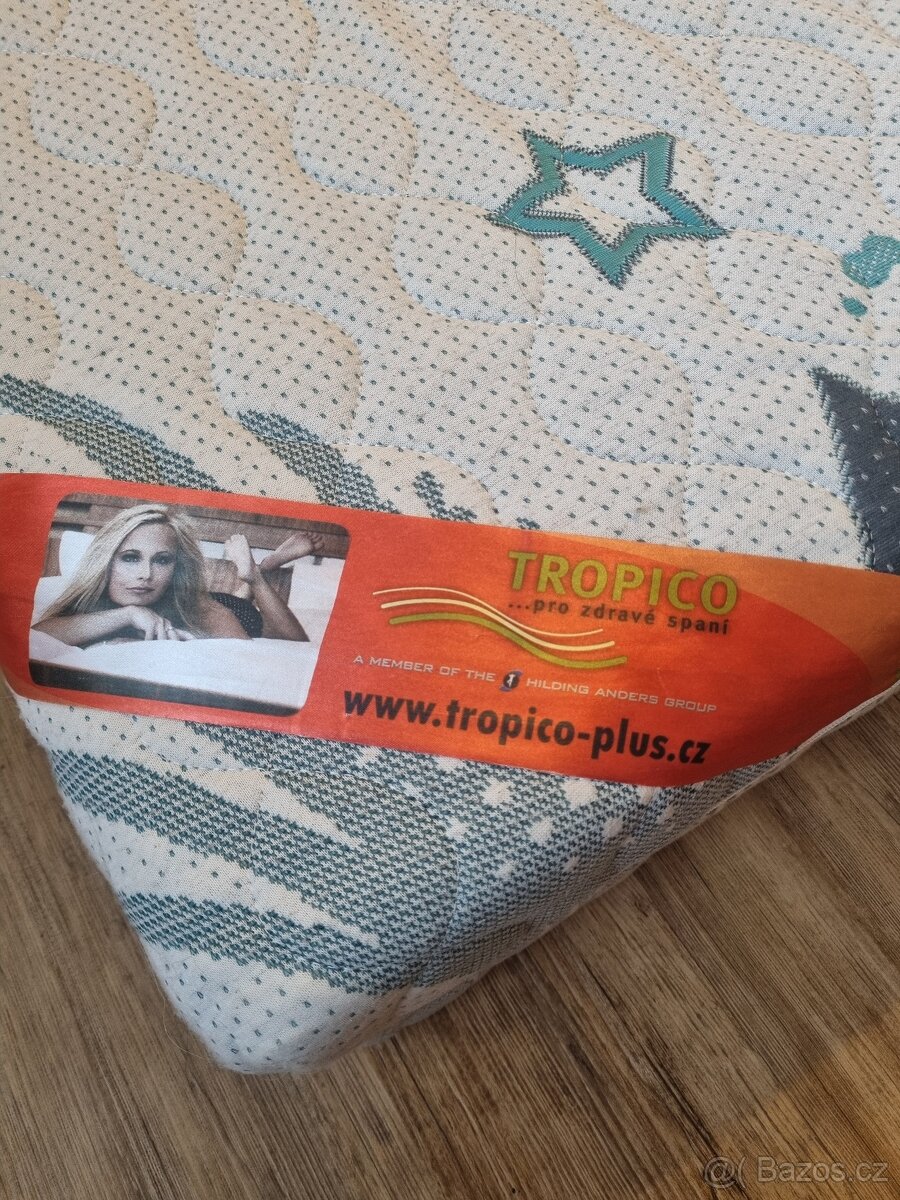 TROPICO
...pro zdravé spaní
A MEMBER OF THE HILDING ANDERS GROUP
www.tropico-plus.cz
@( Bazos.cz